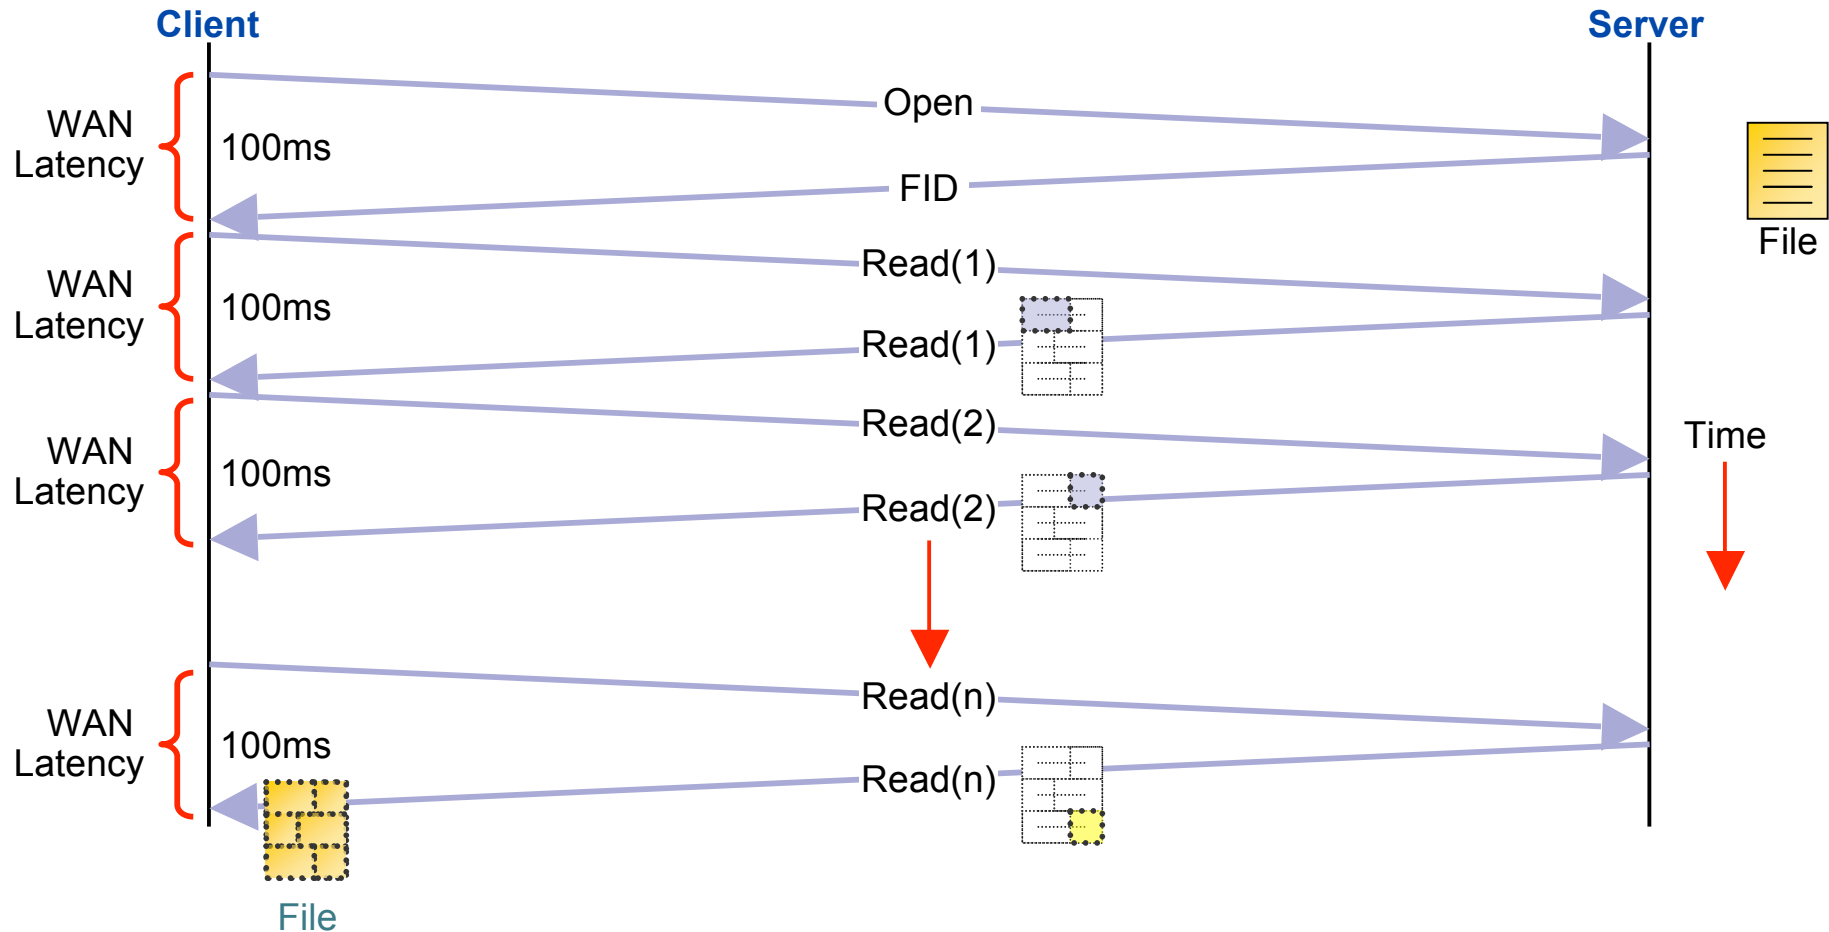 Client
Server
Open
WAN
Latency
100ms
FID
File
Read(1)
WAN
Latency
100ms
Read(1)
Read(2)
Time
WAN
Latency
100ms
Read(2)
Read(n)
WAN
Latency
100ms
Read(n)
File